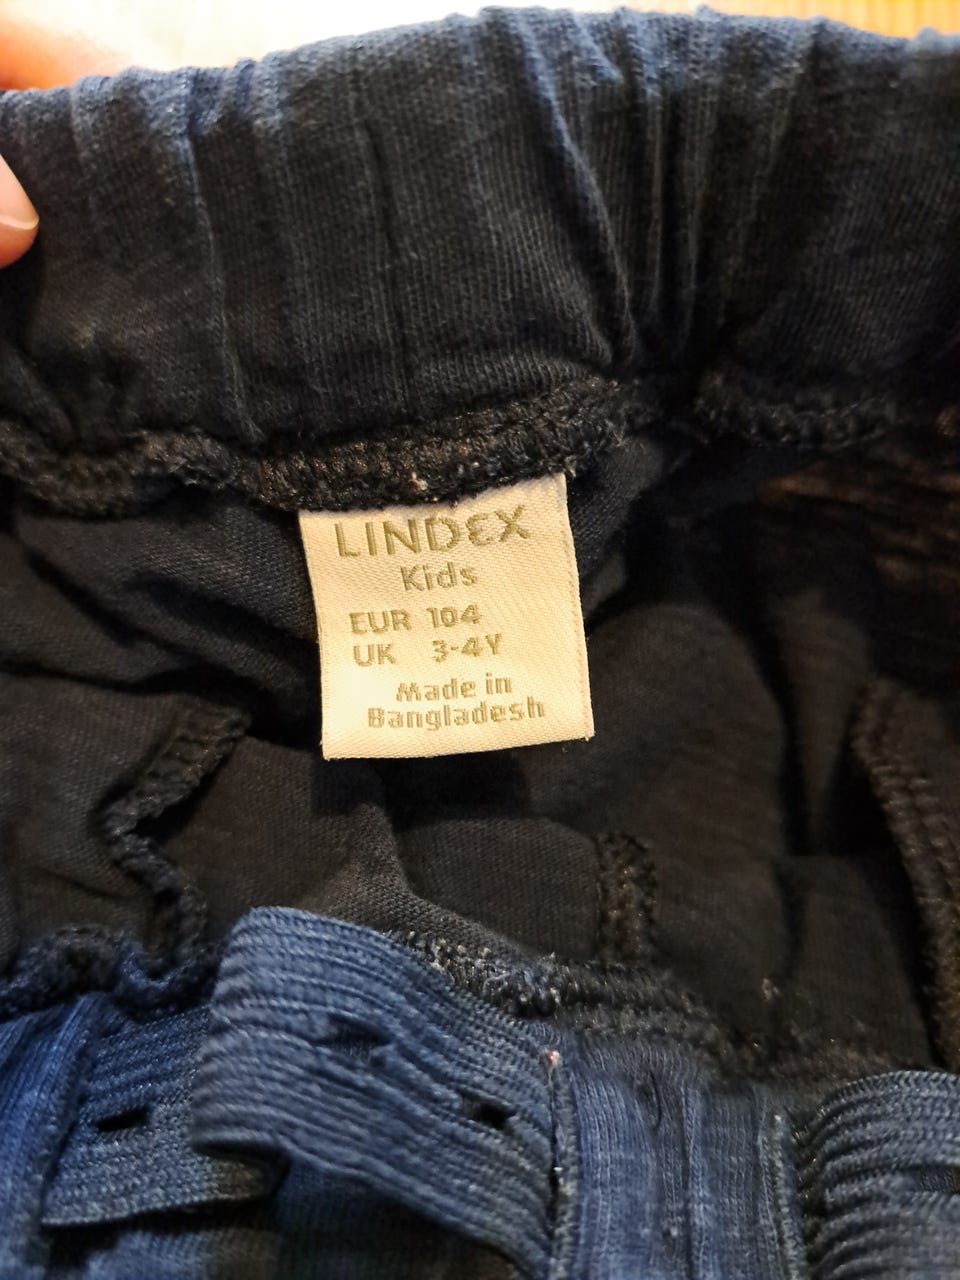 LINDEX
Kids
EUR 104
UK 3-4Y
Made in
Bangladesh